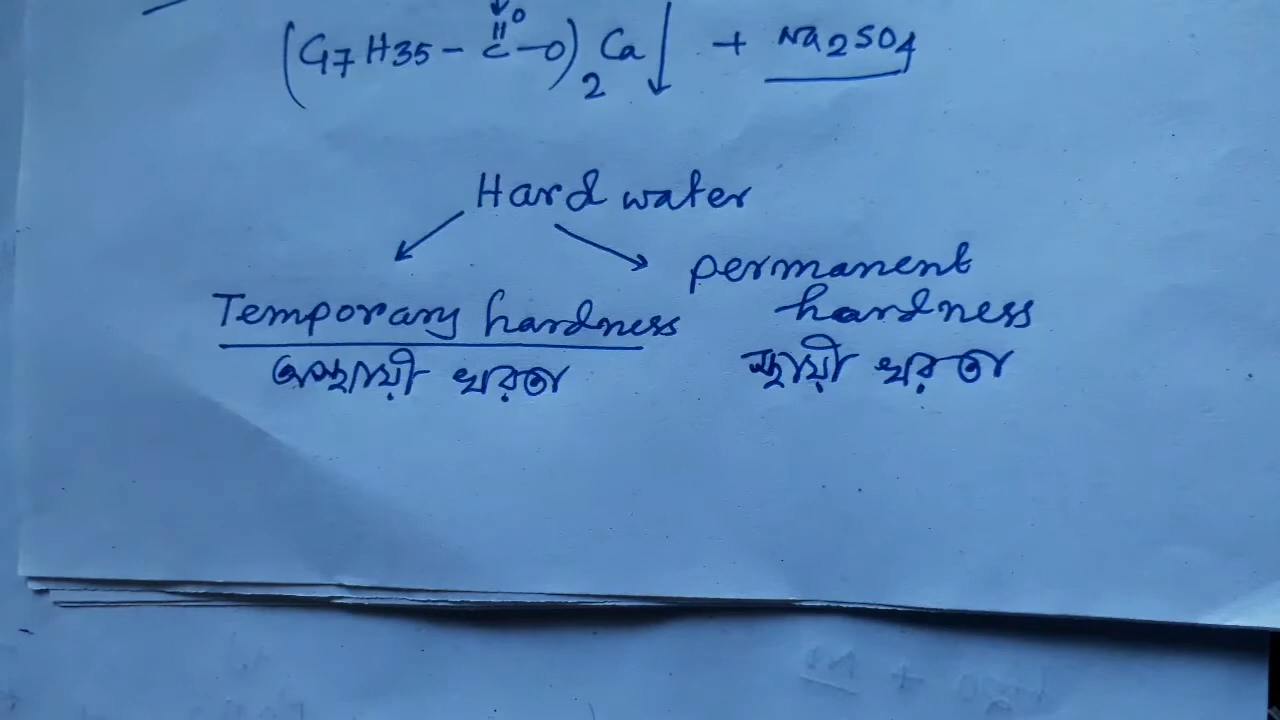 (C17H35-C-O)2Ca↓ + Na2SO4
Hard water
Temporary hardness
অস্থায়ী খরতা
permanent
hardness
স্থায়ী খরতা